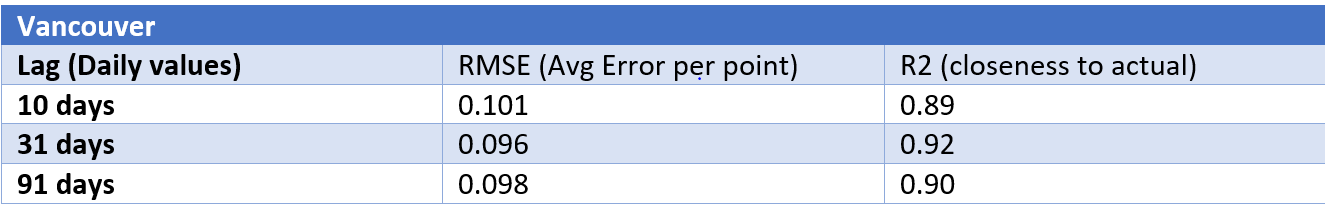 Vancouver
Lag (Daily values) RMSE (Avg Error per point) R2 (closeness to actual)
10 days 0.101 0.89
31 days 0.096 0.92
91 days 0.098 0.90